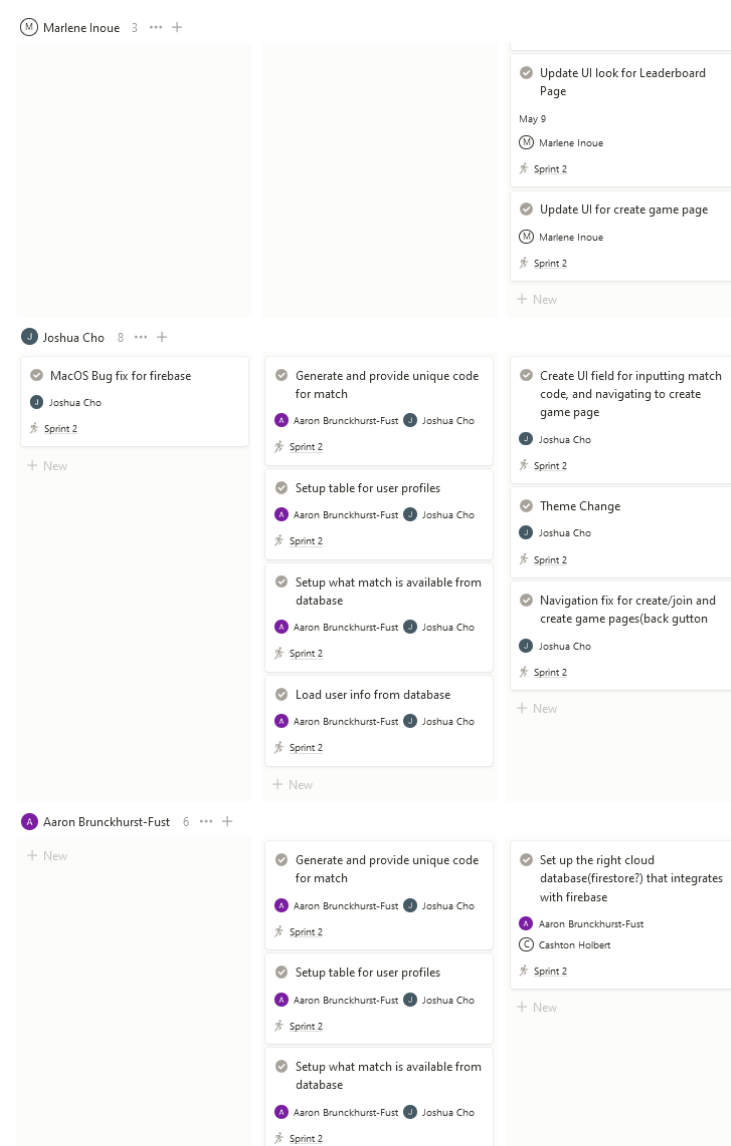 M Marlene Inoue 3 ••• +
Update UI look for Leaderboard
Page
May 9
M Marlene Inoue
Sprint 2
Update UI for create game page
M Marlene Inoue
Sprint 2
+ New
J Joshua Cho 8 ••• +
MacOS Bug fix for firebase
J Joshua Cho
Sprint 2
+ New
Generate and provide unique code
for match
A Aaron Brunckhurst-Fust J Joshua Cho
Sprint 2
Setup table for user profiles
A Aaron Brunckhurst-Fust J Joshua Cho
Sprint 2
Setup what match is available from
database
A Aaron Brunckhurst-Fust J Joshua Cho
Sprint 2
Load user info from database
A Aaron Brunckhurst-Fust J Joshua Cho
Sprint 2
+ New
Create UI field for inputting match
code, and navigating to create
game page
J Joshua Cho
Sprint 2
Theme Change
J Joshua Cho
Sprint 2
Navigation fix for create/join and
create game pages(back gutton
J Joshua Cho
Sprint 2
+ New
A Aaron Brunckhurst-Fust 6 ••• +
+ New
Generate and provide unique code
for match
A Aaron Brunckhurst-Fust J Joshua Cho
Sprint 2
Setup table for user profiles
A Aaron Brunckhurst-Fust J Joshua Cho
Sprint 2
Setup what match is available from
database
A Aaron Brunckhurst-Fust J Joshua Cho
Sprint 2
Set up the right cloud
database(firestore?) that integrates
with firebase
A Aaron Brunckhurst-Fust
C Cashton Holbert
Sprint 2
+ New